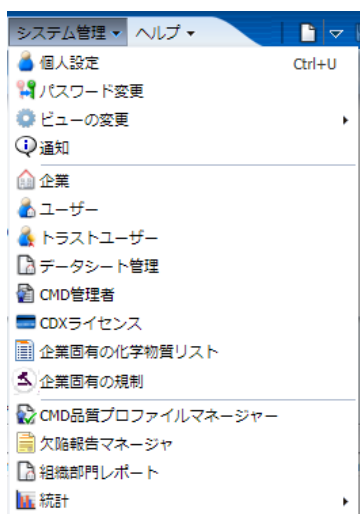 システム管理 ヘルプ
個人設定 Ctrl+U
パスワード変更
ビューの変更
通知
企業
ユーザー
トラストユーザー
データシート管理
CMD管理者
CDXライセンス
企業固有の化学物質リスト
企業固有の規制
CMD品質プロファイルマネージャー
欠陥報告マネージャ
組織部門レポート
統計